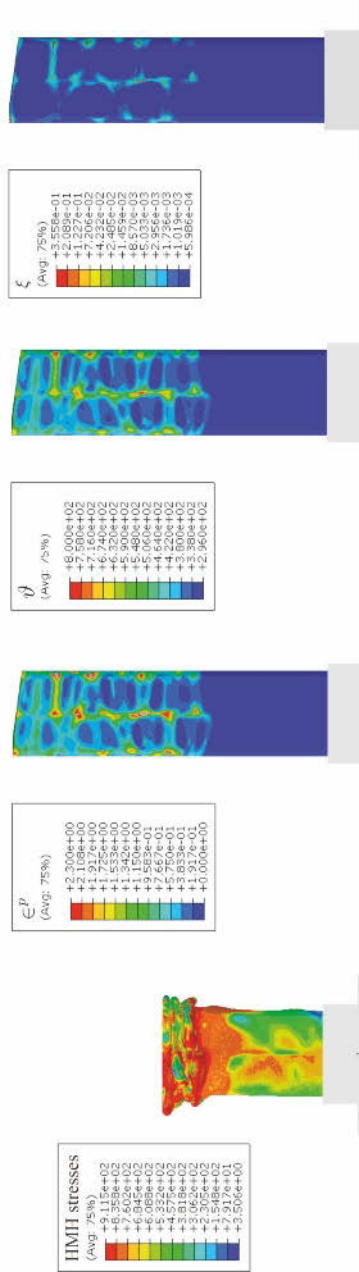 HMH stresses
(Avg: 75%)
+9.115e+02
+8.358e+02
+7.602e+02
+6.845e+02
+6.088e+02
+5.332e+02
+4.575e+02
+3.818e+02
+3.062e+02
+2.305e+02
+1.548e+02
+7.917e+01
+3.506e+00
∈p
(Avg: 75%)
+2.300e+00
+2.108e+00
+1.917e+00
+1.725e+00
+1.533e+00
+1.342e+00
+1.150e+00
+9.583e-01
+7.667e-01
+5.750e-01
+3.833e-01
+1.917e-01
+0.000e+00
ϑ
(Avg: 75%)
+8.000e+02
+7.580e+02
+7.160e+02
+6.740e+02
+6.320e+02
+5.900e+02
+5.480e+02
+5.060e+02
+4.640e+02
+4.220e+02
+3.800e+02
+3.380e+02
+2.960e+02
ξ
(Avg: 75%)
+3.558e-01
+2.089e-01
+1.227e-01
+7.206e-02
+4.232e-02
+2.485e-02
+1.459e-02
+8.570e-03
+5.033e-03
+2.956e-03
+1.736e-03
+1.019e-03
+5.986e-04